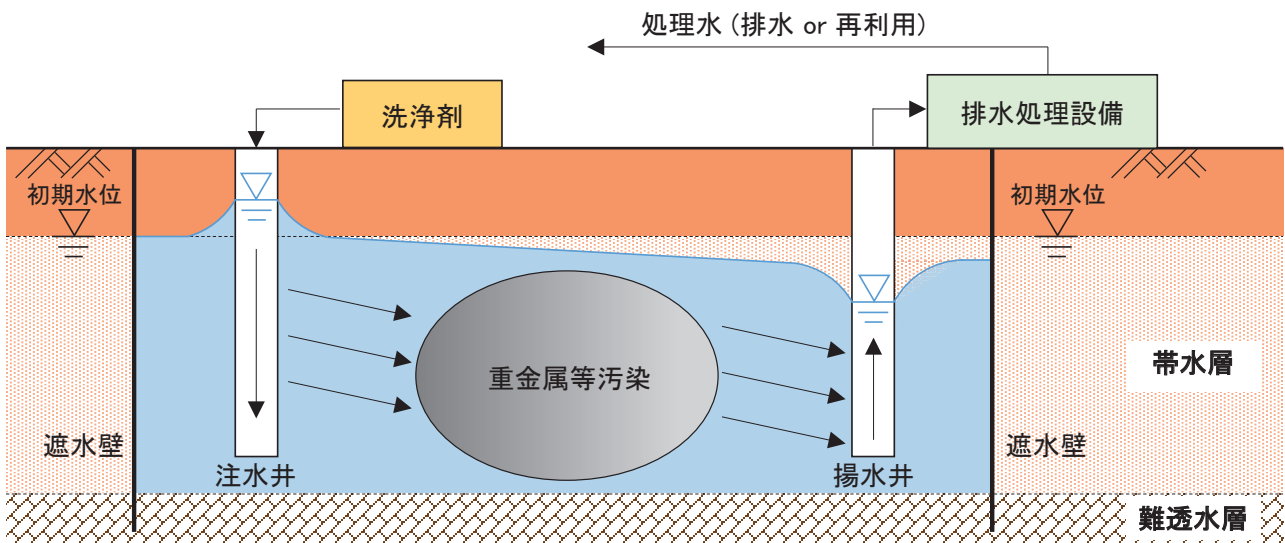 処理水(排水 or 再利用)
洗浄剤
排水処理設備
初期水位
初期水位
重金属等汚染
帯水層
遮水壁
遮水壁
注水井
揚水井
難透水層